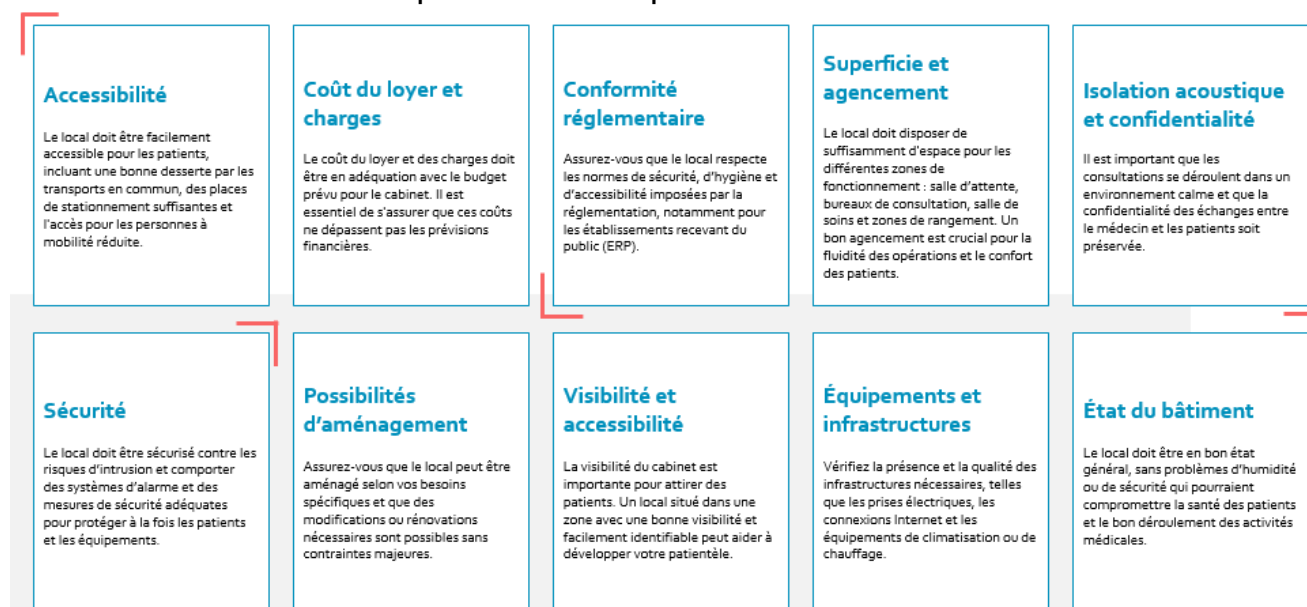 Accessibilité
Le local doit être facilement
accessible pour les patients,
incluant une bonne desserte par les
transports en commun, des places
de stationnement suffisantes et
l'accès pour les personnes à
mobilité réduite.
Coût du loyer et
charges
Le coût du loyer et des charges doit
être en adéquation avec le budget
prévu pour le cabinet. Il est
essentiel de s'assurer que ces coûts
ne dépassent pas les prévisions
financières.
Conformité
réglementaire
Assurez-vous que le local respecte
les normes de sécurité, d’hygiène et
d’accessibilité imposées par la
réglementation, notamment pour
les établissements recevant du
public (ERP).
Superficie et
agencement
Le local doit disposer de
suffisamment d'espace pour les
différentes zones de
fonctionnement : salle d’attente,
bureaux de consultation, salle de
soins et zones de rangement. Un
bon agencement est crucial pour la
fluidité des opérations et le confort
des patients.
Isolation acoustique
et confidentialité
Il est important que les
consultations se déroulent dans un
environnement calme et que la
confidentialité des échanges entre
le médecin et les patients soit
préservée.
Sécurité
Le local doit être sécurisé contre les
risques d’intrusion et comporter
des systèmes d’alarme et des
mesures de sécurité adéquates
pour protéger à la fois les patients
et les équipements.
Possibilités
d’aménagement
Assurez-vous que le local peut être
aménagé selon vos besoins
spécifiques et que des
modifications ou rénovations
nécessaires sont possibles sans
contraintes majeures.
Visibilité et
accessibilité
La visibilité du cabinet est
importante pour attirer des
patients. Un local situé dans une
zone avec une bonne visibilité et
facilement identifiable peut aider à
développer votre patientèle.
Équipements et
infrastructures
Vérifiez la présence et la qualité des
infrastructures nécessaires, telles
que les prises électriques, les
connexions Internet et les
équipements de climatisation ou de
chauffage.
État du bâtiment
Le local doit être en bon état
général, sans problèmes d’humidité
ou de sécurité qui pourraient
compromettre la santé des patients
et le bon déroulement des activités
médicales.